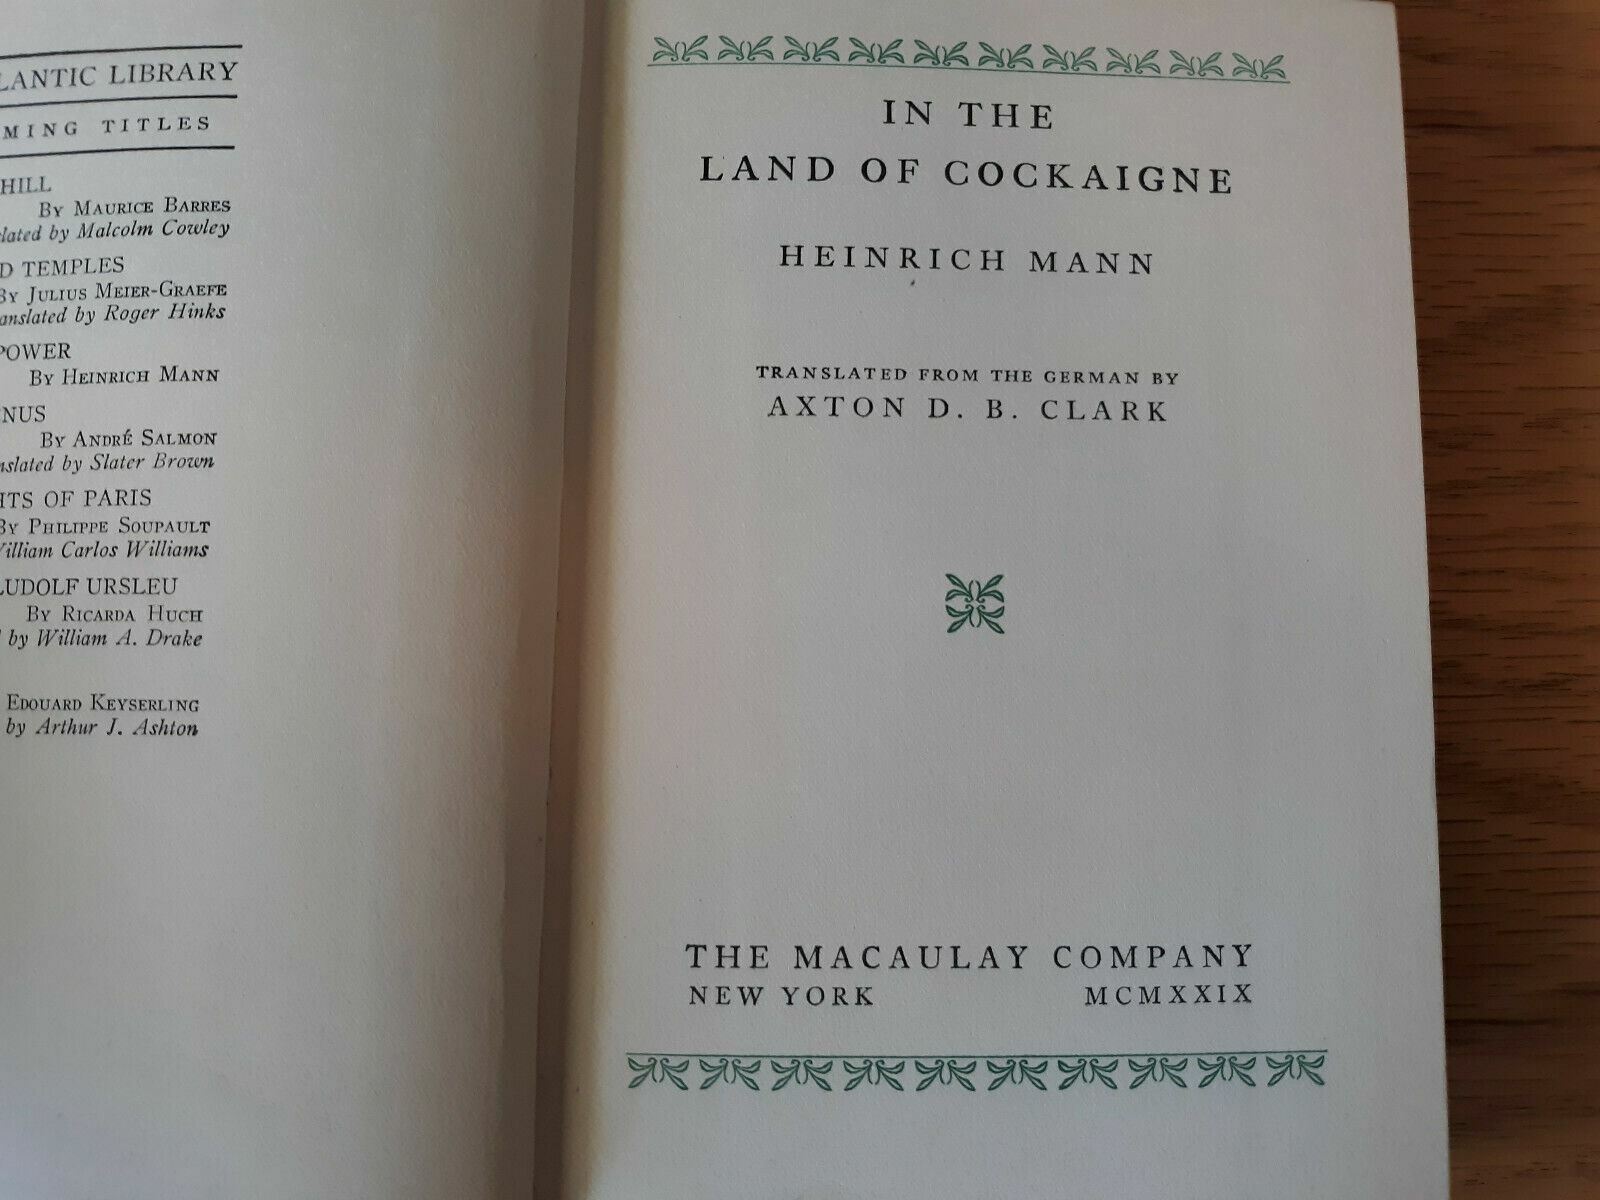 LANTIC LIBRARY
MING TITLES
HILL
BY MAURICE BARRES
lated by Malcolm Cowley
D TEMPLES
BY JULIUS MEIER-GRAEFE
anslated by Roger Hinks
POWER
BY HEINRICH MANN
NUS
BY ANDRÉ SALMON
nslated by Slater Brown
HTS OF PARIS
BY PHILIPPE SOUPAULT
William Carlos Williams
LUDOLF URSLEU
BY RICARDA HUCH
by William A. Drake
EDOUARD KEYSERLING
by Arthur J. Ashton
IN THE
LAND OF COCKAIGNE
HEINRICH MANN
TRANSLATED FROM THE GERMAN BY
AXTON D. B. CLARK
THE MACAULAY COMPANY
NEW YORK MCMXXIX